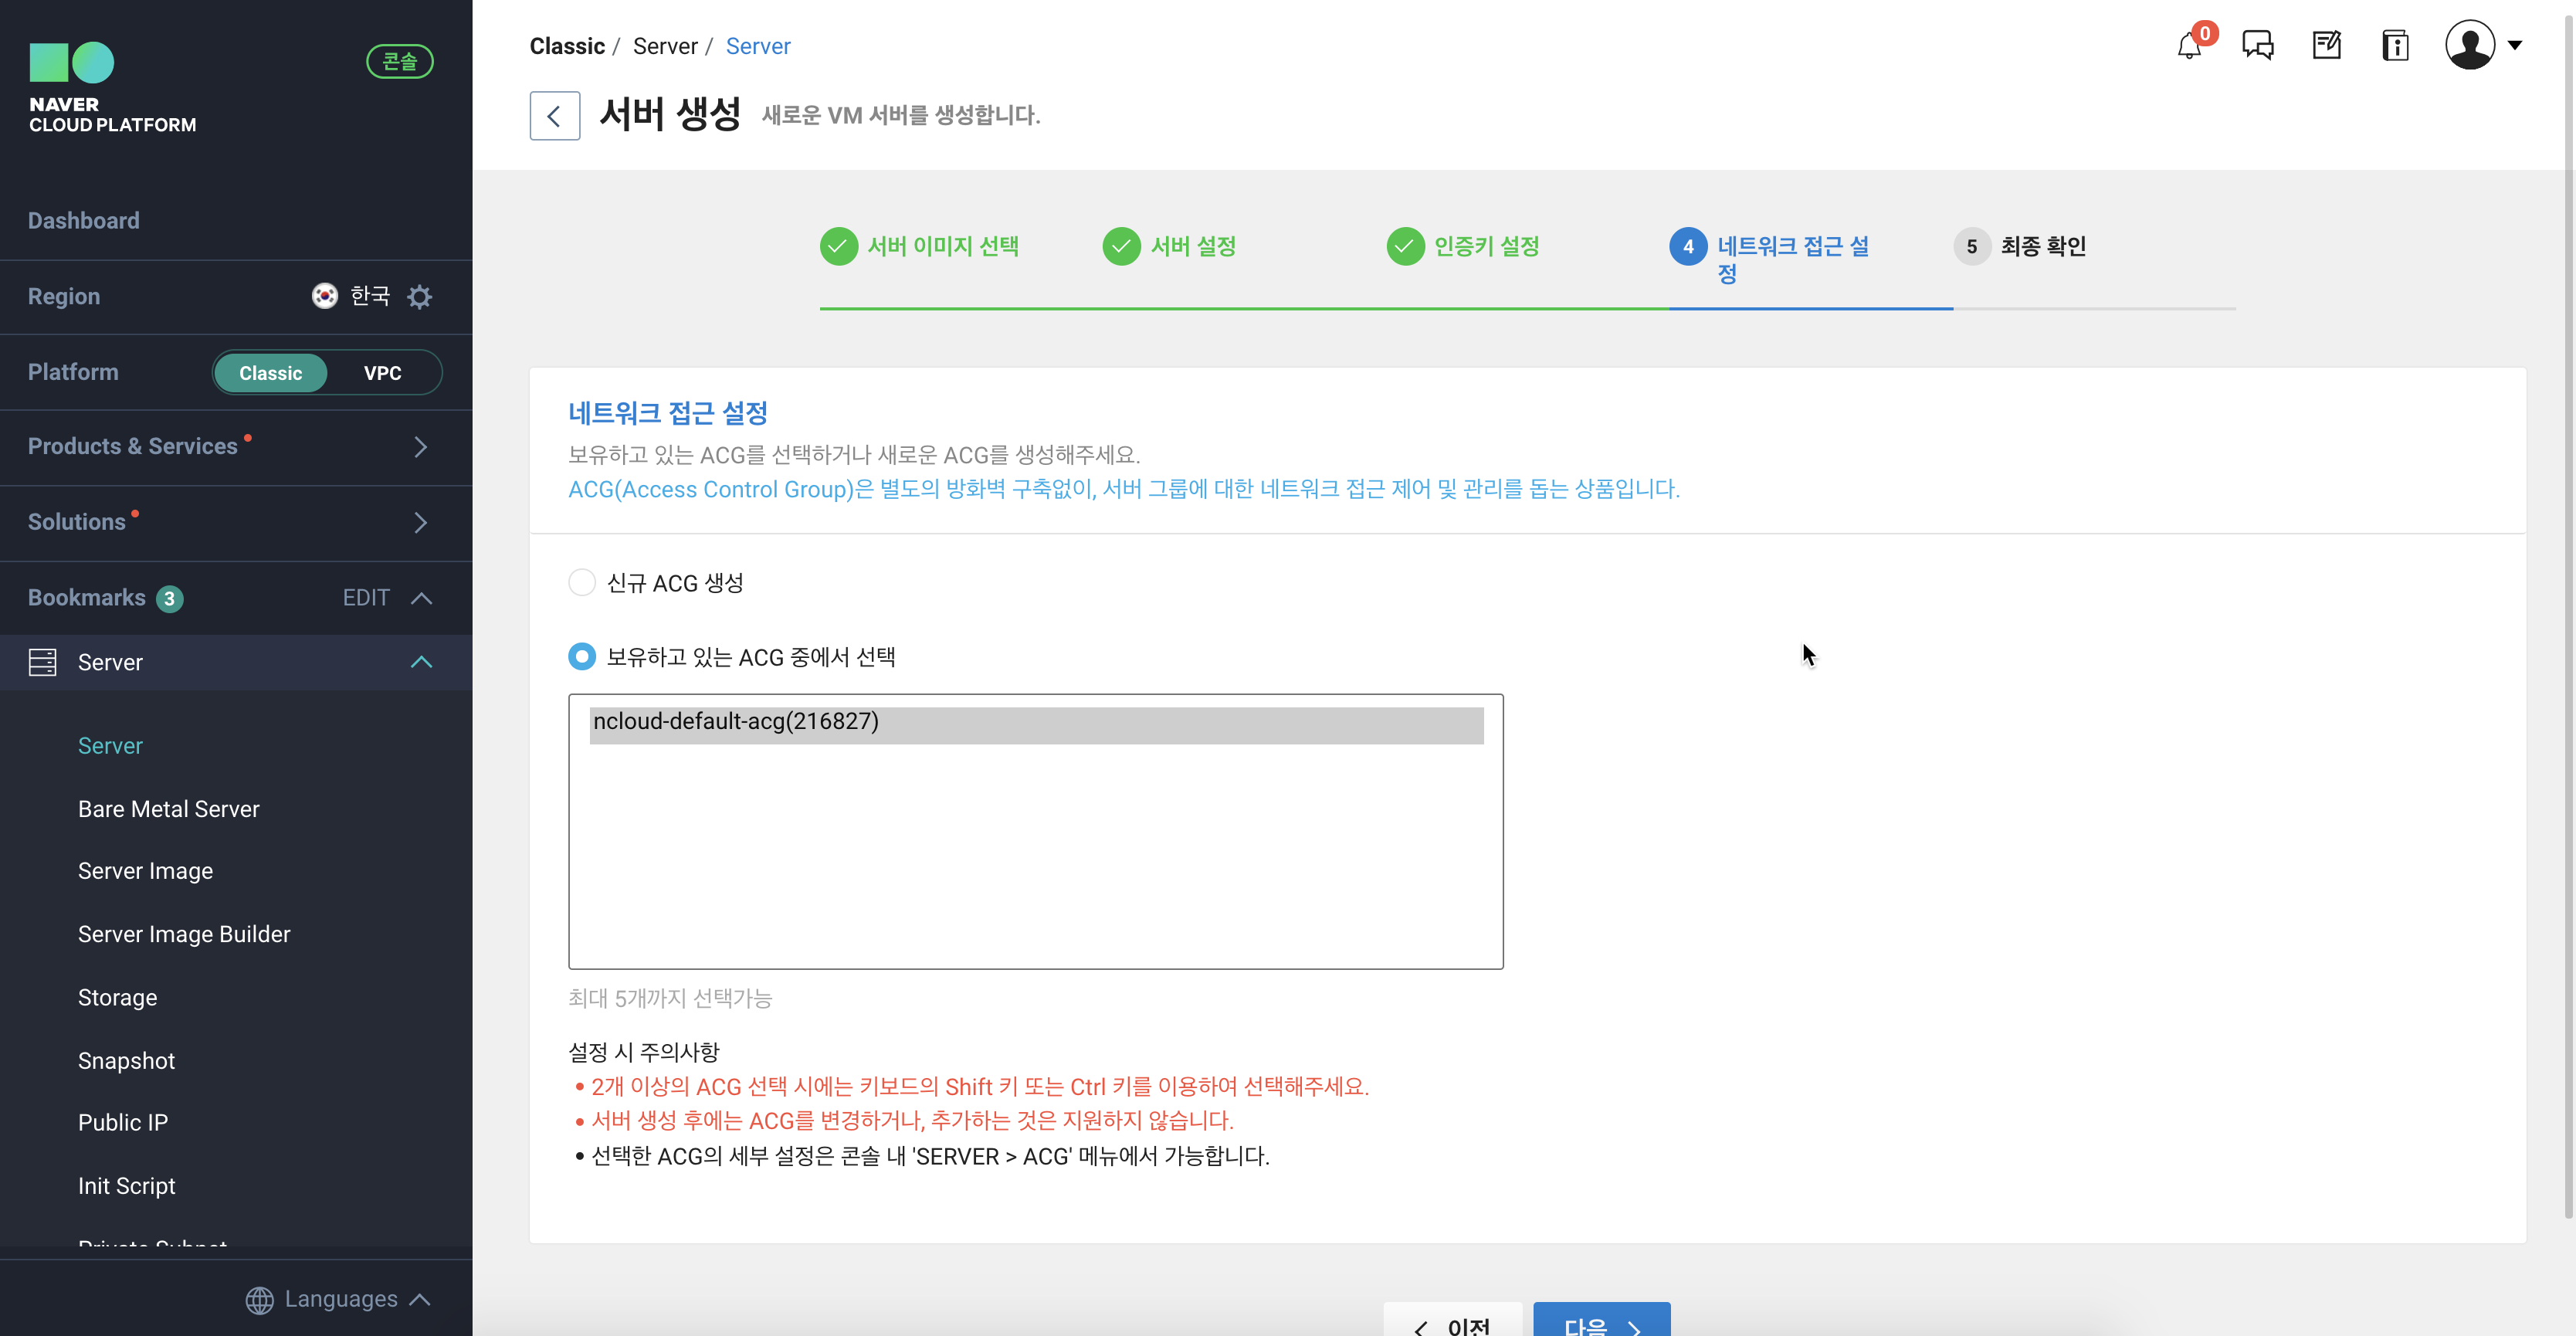 NAVER
CLOUD PLATFORM
콘솔
Dashboard
Region 한국
Platform Classic VPC
Products & Services
Solutions
Bookmarks 3 EDIT
Server
Server
Bare Metal Server
Server Image
Server Image Builder
Storage
Snapshot
Public IP
Init Script
Private Subnet
Languages
Classic / Server / Server
0
서버 생성 새로운 VM 서버를 생성합니다.
서버 이미지 선택
서버 설정
인증키 설정
4 네트워크 접근 설
정
5 최종 확인
네트워크 접근 설정
보유하고 있는 ACG를 선택하거나 새로운 ACG를 생성해주세요.
ACG(Access Control Group)은 별도의 방화벽 구축없이, 서버 그룹에 대한 네트워크 접근 제어 및 관리를 돕는 상품입니다.
신규 ACG 생성
보유하고 있는 ACG 중에서 선택
ncloud-default-acg(216827)
최대 5개까지 선택가능
설정 시 주의사항
• 2개 이상의 ACG 선택 시에는 키보드의 Shift 키 또는 Ctrl 키를 이용하여 선택해주세요.
• 서버 생성 후에는 ACG를 변경하거나, 추가하는 것은 지원하지 않습니다.
• 선택한 ACG의 세부 설정은 콘솔 내 'SERVER > ACG' 메뉴에서 가능합니다.
< 이전
다음 >